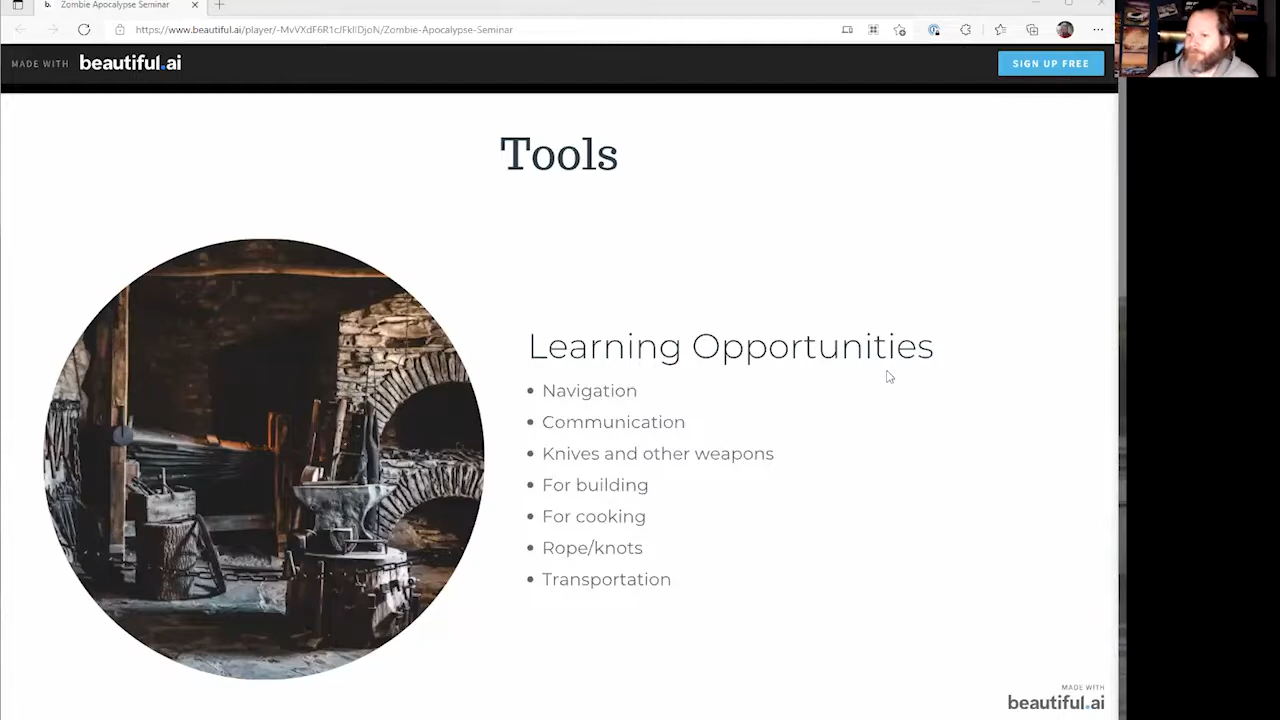 b. Zombie Apocalypse Seminar
https://www.beautiful.ai/player/-MvVXdF6R1cJFkIlDjoN/Zombie-Apocalypse-Seminar
MADE WITH beautiful.ai
SIGN UP FREE
Tools
Learning Opportunities
• Navigation
• Communication
• Knives and other weapons
• For building
• For cooking
• Rope/knots
• Transportation
MADE WITH
beautiful.ai